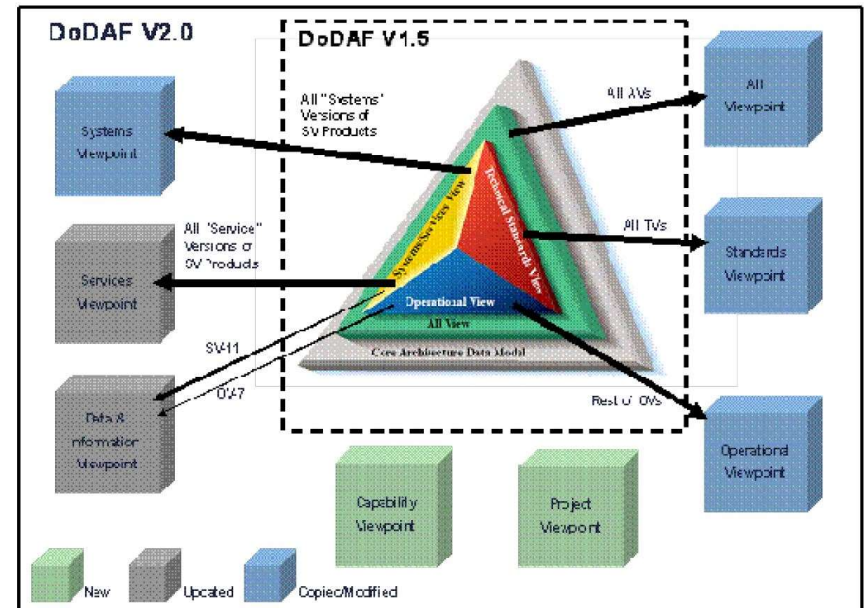 DoDAF V2.0
DoDAF V1.5
All "Systems"
Versions of
SV Products
All AVs
All
Viewpoint
Systems
Viewpoint
All "Service"
Versions of
SV Products
Systems/Services View
Technical Standards View
All TVs
Standards
Viewpoint
Services
Viewpoint
Operational View
All View
Core Architecture Data Model
SV-11
OV-7
Rest of OVs
Data &
Information
Viewpoint
Operational
Viewpoint
Capability
Viewpoint
Project
Viewpoint
New
Updated
Copied/Modified